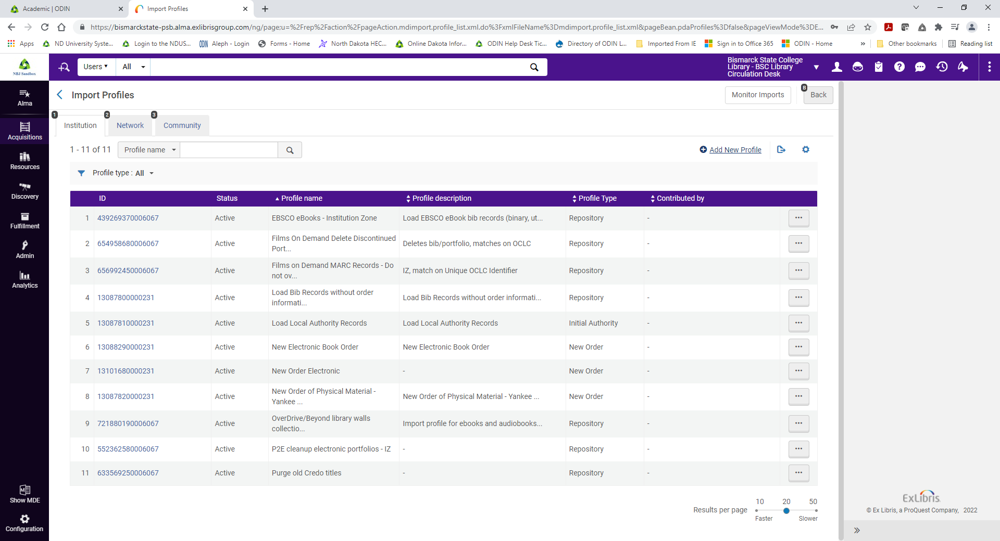 Academic | ODIN
Import Profiles
https://bismarckstate-psb.alma.exlibrisgroup.com/ng/page;u=%2Frep%2Faction%2FpageAction.mdimport.profile_list.xml.do%3FxmlFileName%3Dmdimport.profile_list.xml&pageBean.pdaProfiles%3Dfalse&pageViewMode%3DE...
Apps ND University Syste... Login to the NDUS... ODIN Aleph - Login Forms - Home North Dakota HEC... Online Dakota Infor... ODIN Help Desk Tic... Directory of ODIN L... Imported From IE Sign in to Office 365 ODIN - Home » Other bookmarks Reading list
NBJ Sandbox
Users All
Bismarck State College
Library - BSC Library
Circulation Desk
Alma
Acquisitions
Resources
Discovery
Fulfillment
Admin
Analytics
Show MDE
Configuration
Import Profiles
Monitor Imports
B
Back
1 Institution 2 Network 3 Community
1 - 11 of 11 Profile name Add New Profile
Profile type : All
ID Status Profile name Profile description Profile Type Contributed by
1 439269370006067 Active EBSCO eBooks - Institution Zone Load EBSCO eBook bib records (binary, ut... Repository - ...
2 654958680006067 Active Films On Demand Delete Discontinued Port... Deletes bib/portfolio, matches on OCLC Repository - ...
3 656992450006067 Active Films on Demand MARC Records - Do not ov... IZ, match on Unique OCLC Identifier Repository - ...
4 13087800000231 Active Load Bib Records without order informati... Load Bib Records without order informati... Repository - ...
5 13087810000231 Active Load Local Authority Records Load Local Authority Records Initial Authority - ...
6 13088290000231 Active New Electronic Book Order New Electronic Book Order New Order - ...
7 13101680000231 Active New Order Electronic - New Order - ...
8 13087820000231 Active New Order of Physical Material - Yankee ... New Order of Physical Material - Yankee ... New Order - ...
9 721880190006067 Active OverDrive/Beyond library walls collectio... Import profile for ebooks and audiobooks... Repository - ...
10 552362580006067 Active P2E cleanup electronic portfolios - IZ - Repository - ...
11 633569250006067 Active Purge old Credo titles - Repository - ...
Results per page 10 20 50
Faster Slower
ExLibris
© Ex Libris, a ProQuest Company, 2022